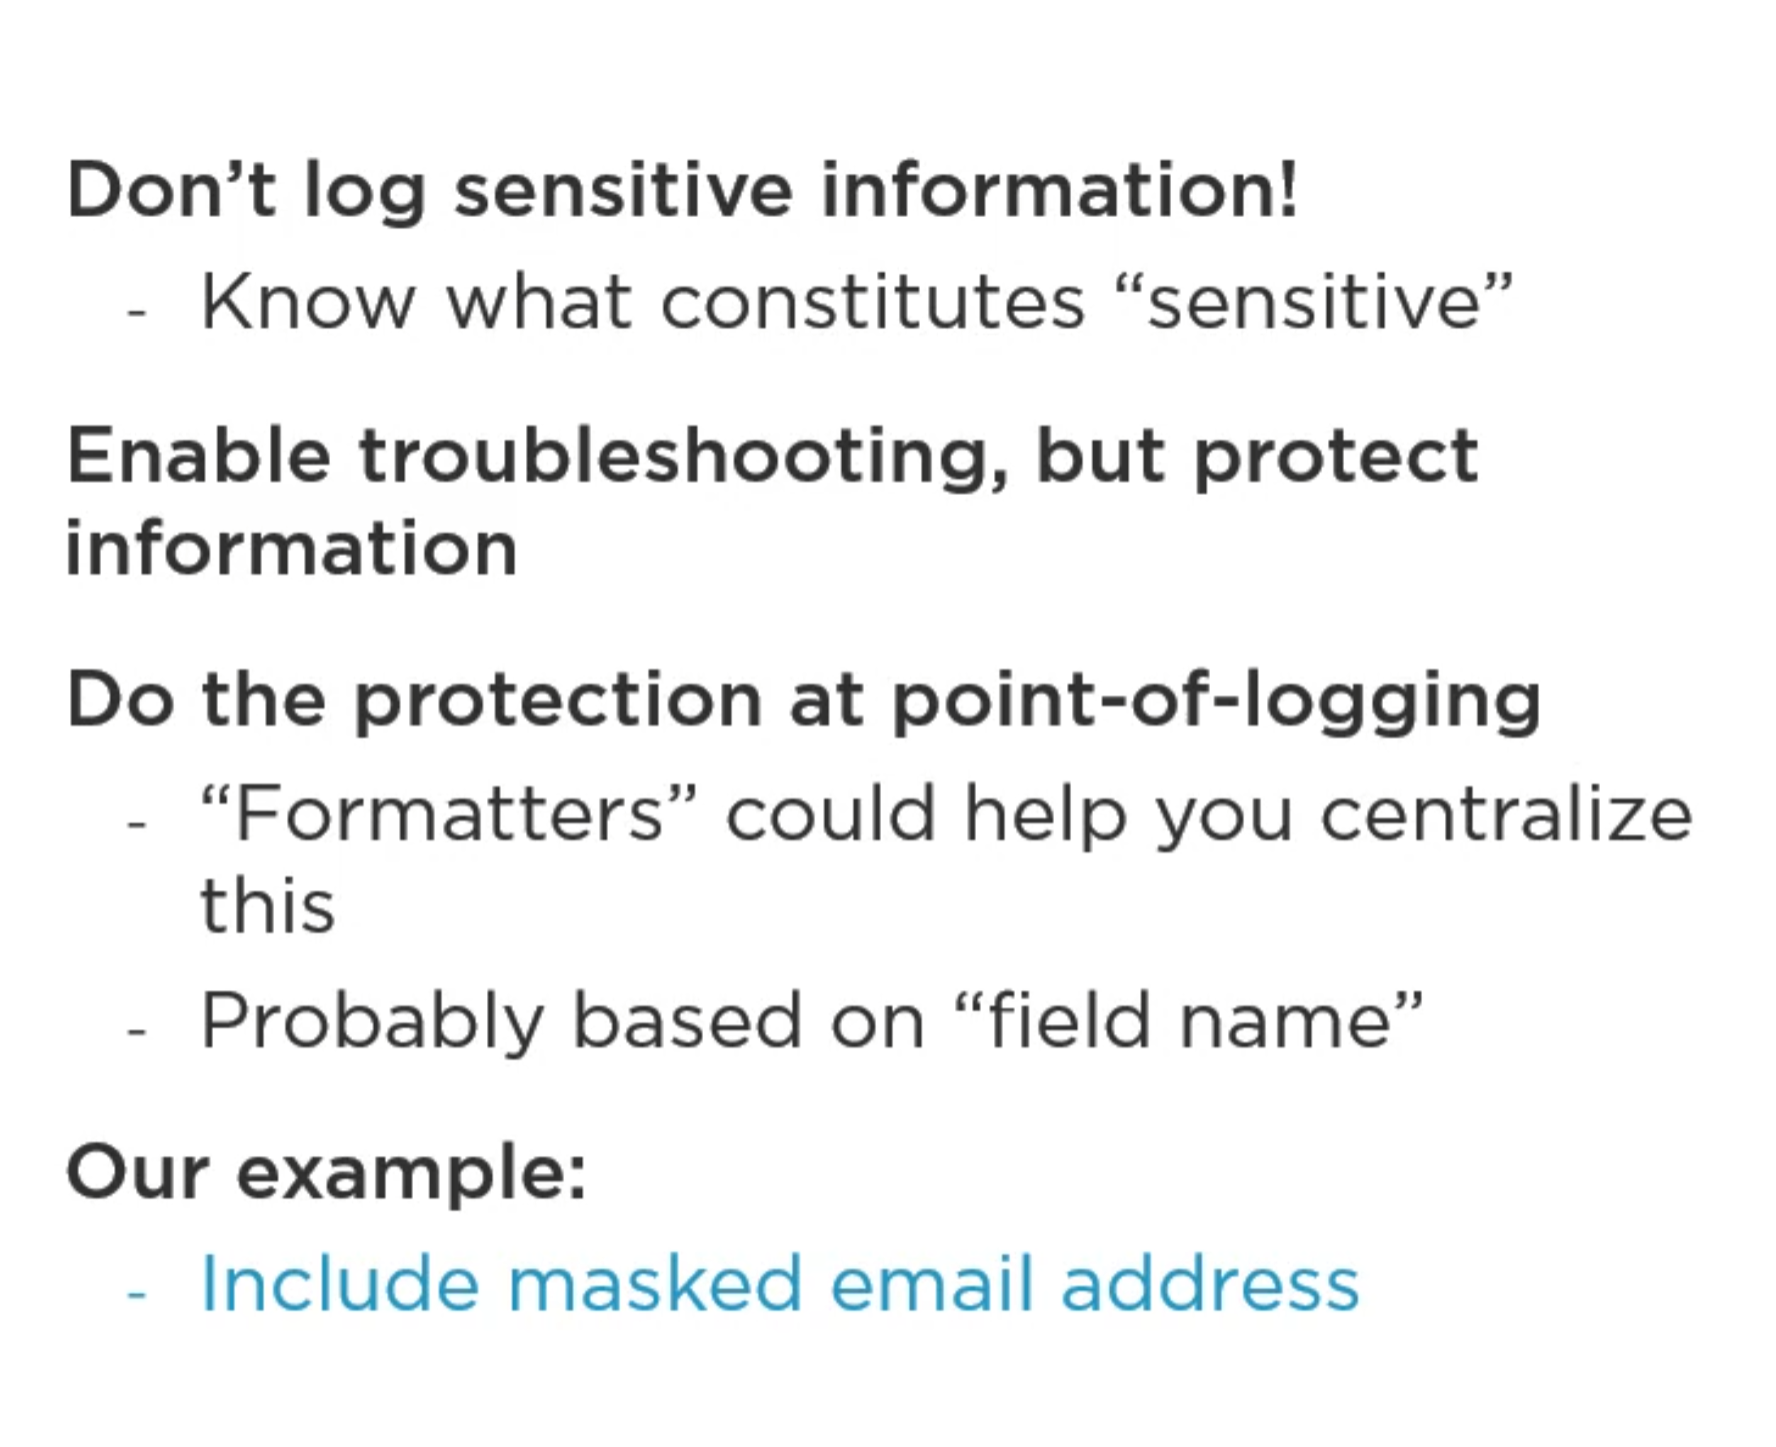 Don’t log sensitive information!
- Know what constitutes “sensitive”
Enable troubleshooting, but protect
information
Do the protection at point-of-logging
- “Formatters” could help you centralize
this
- Probably based on “field name”
Our example:
- Include masked email address